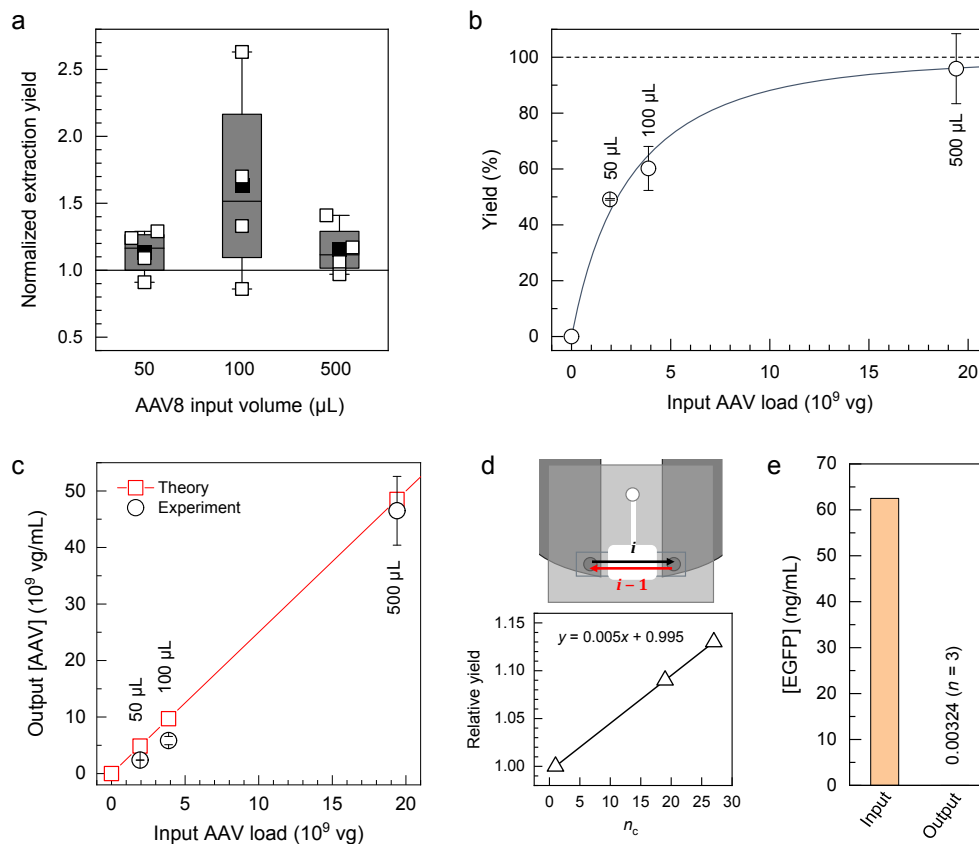 a
Normalized extraction yield
2.5
2.0
1.5
1.0
0.5
50
100
500
AAV8 input volume (µL)
b
Yield (%)
100
80
60
40
20
0
50 µL
100 µL
500 µL
0
5
10
15
20
Input AAV load (10⁹ vg)
c
Output [AAV] (10⁹ vg/mL)
50
40
30
20
10
0
Theory
Experiment
50 µL
100 µL
500 µL
0
5
10
15
20
Input AAV load (10⁹ vg)
d
i
i – 1
Relative yield
1.15
1.10
1.05
1.00
y = 0.005x + 0.995
0
5
10
15
20
25
30
n_c
e
[EGFP] (ng/mL)
70
60
50
40
30
20
10
0
0.00324 (n = 3)
Input
Output